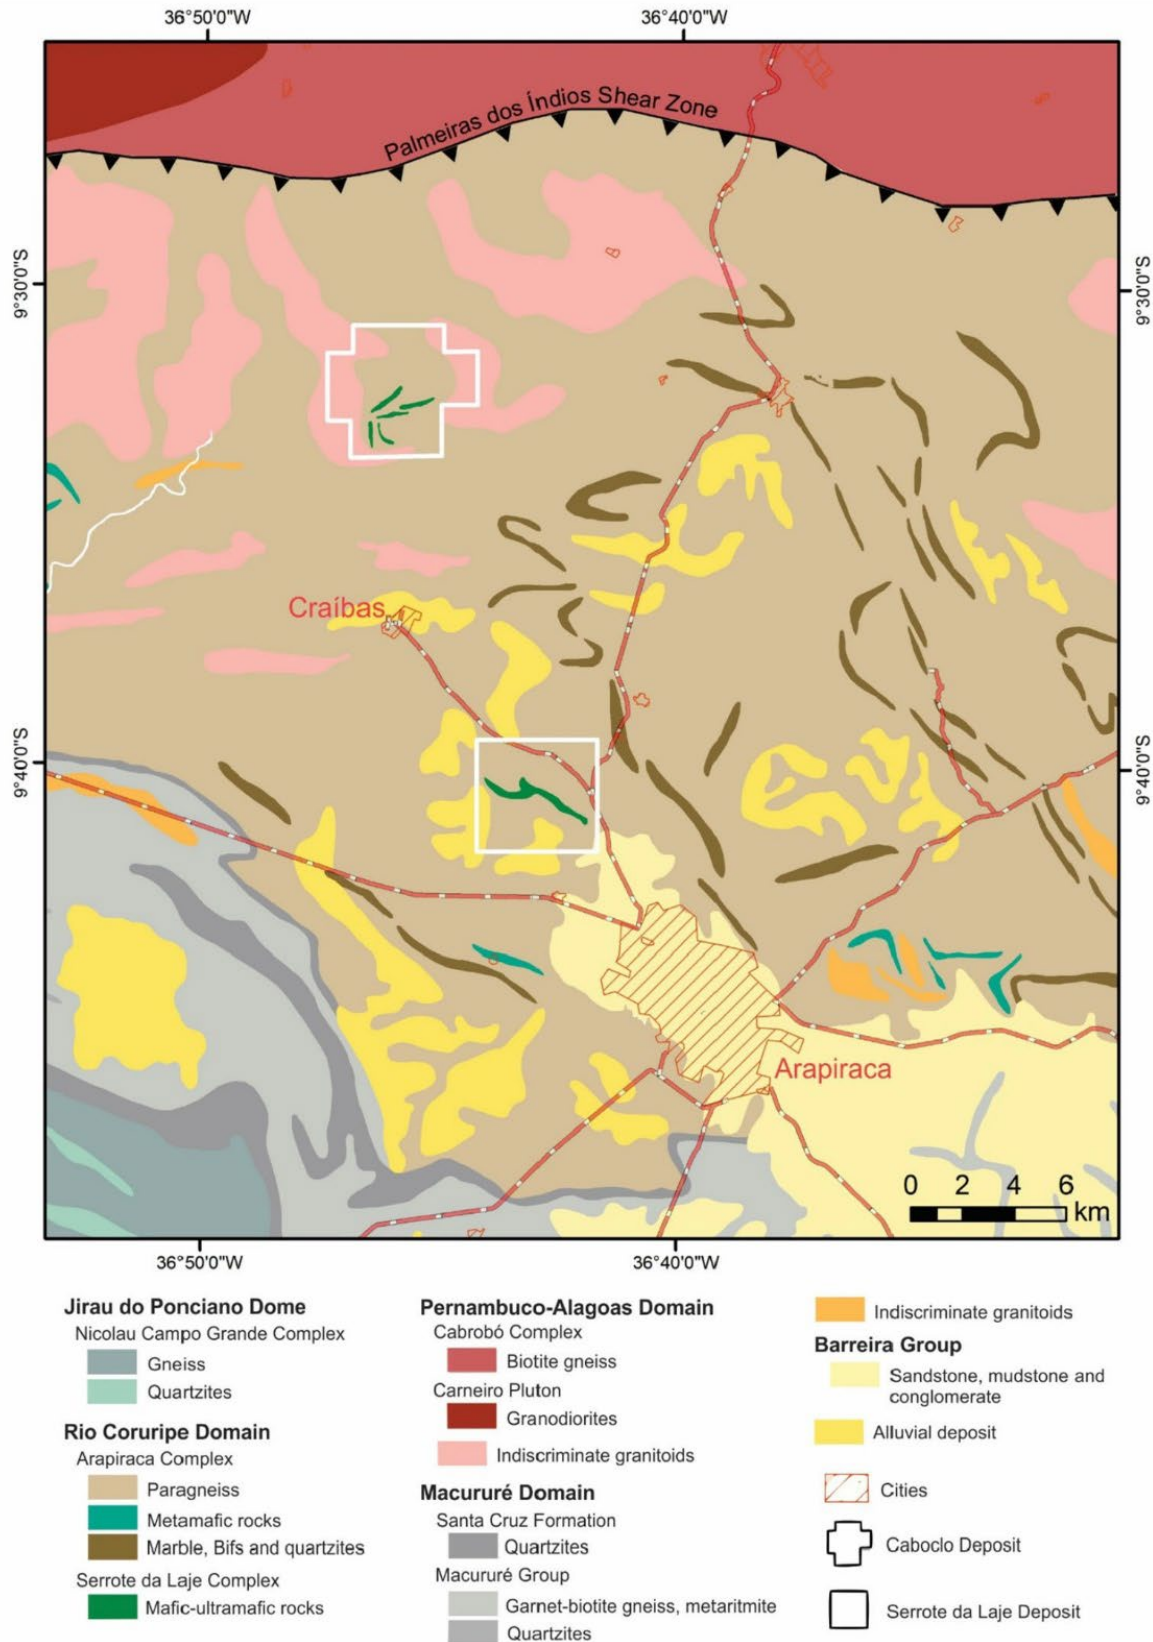 36°50'0"W
36°40'0"W
Palmeiras dos Índios Shear Zone
9°30'0"S
9°30'0"S
Craíbas
9°40'0"S
9°40'0"S
Arapiraca
0 2 4 6
km
36°50'0"W
36°40'0"W
Jirau do Ponciano Dome
Nicolau Campo Grande Complex
Gneiss
Quartzites
Rio Coruripe Domain
Arapiraca Complex
Paragneiss
Metamafic rocks
Marble, Bifs and quartzites
Serrote da Laje Complex
Mafic-ultramafic rocks
Pernambuco-Alagoas Domain
Cabrobó Complex
Biotite gneiss
Carneiro Pluton
Granodiorites
Indiscriminate granitoids
Macururé Domain
Santa Cruz Formation
Quartzites
Macururé Group
Garnet-biotite gneiss, metaritmite
Quartzites
Indiscriminate granitoids
Barreira Group
Sandstone, mudstone and
conglomerate
Alluvial deposit
Cities
Caboclo Deposit
Serrote da Laje Deposit